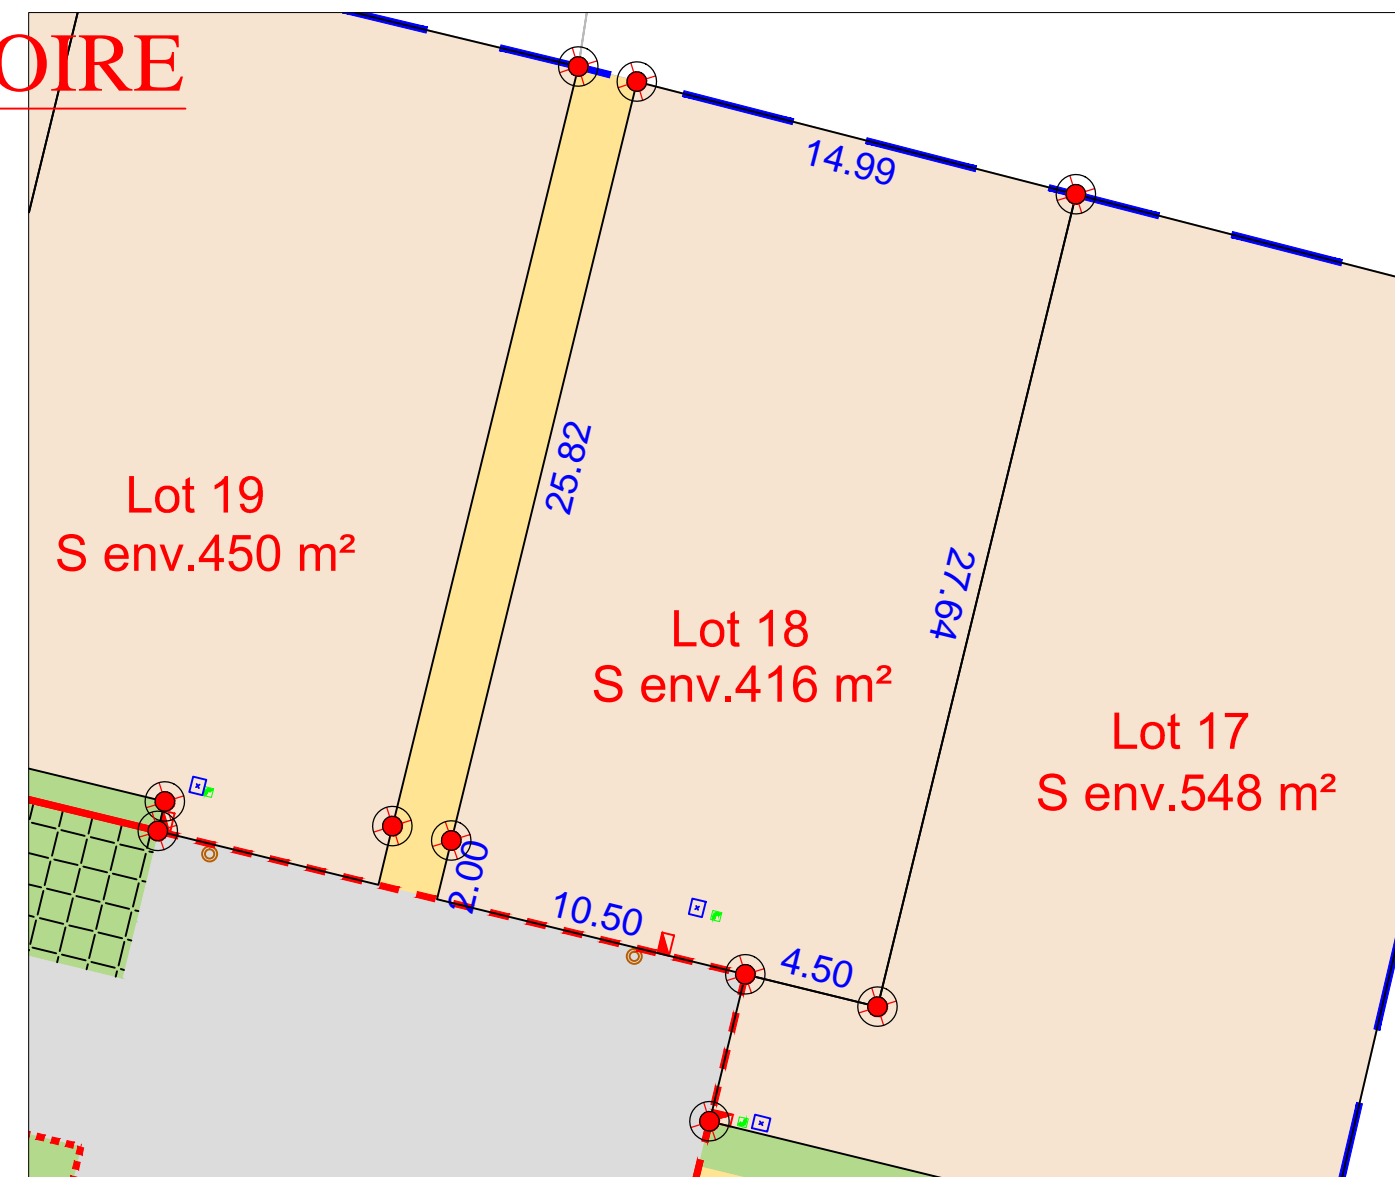 OIRE
14.99
25.82
Lot 19
S env.450 m²
27.64
Lot 18
S env.416 m²
Lot 17
S env.548 m²
2.00
10.50
4.50